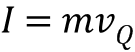 I = mv_Q